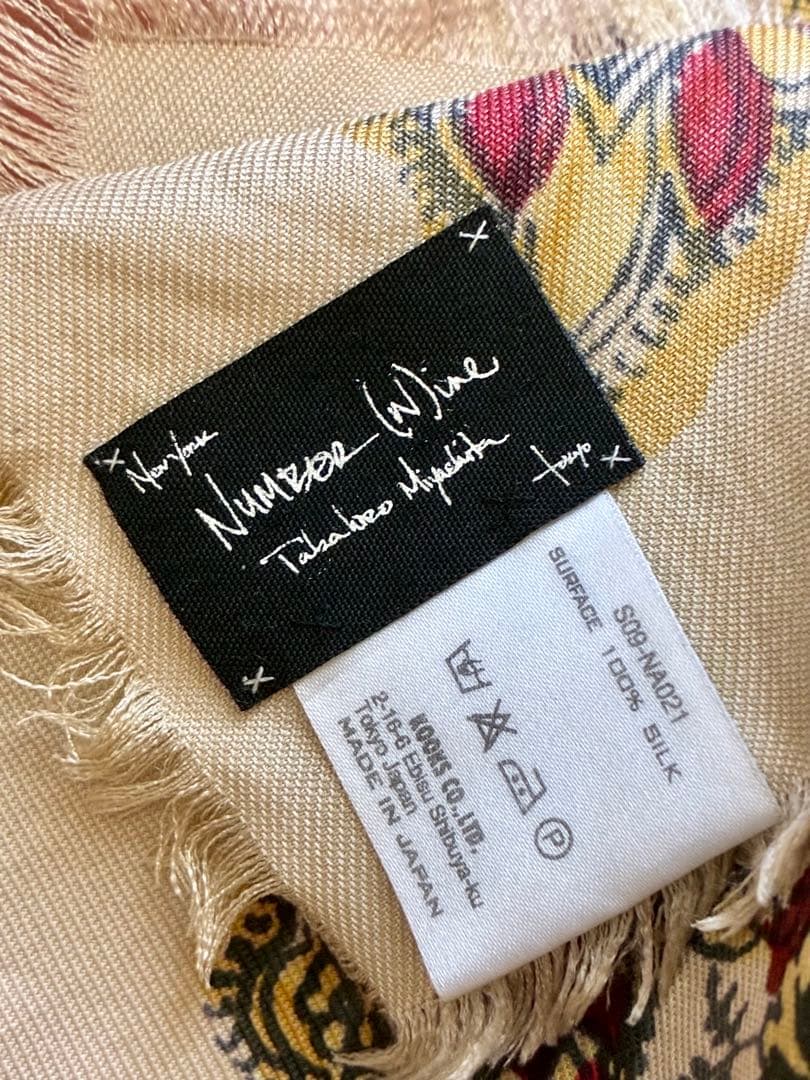 New York
NUMBER (N)ine
Takahiro Miyashita
tokyo
S09-NA021
SURFACE 100% SILK
P
KOOKS CO.,LTD.
2-16-6 Ebisu Shibuya-ku
Tokyo Japan
MADE IN JAPAN